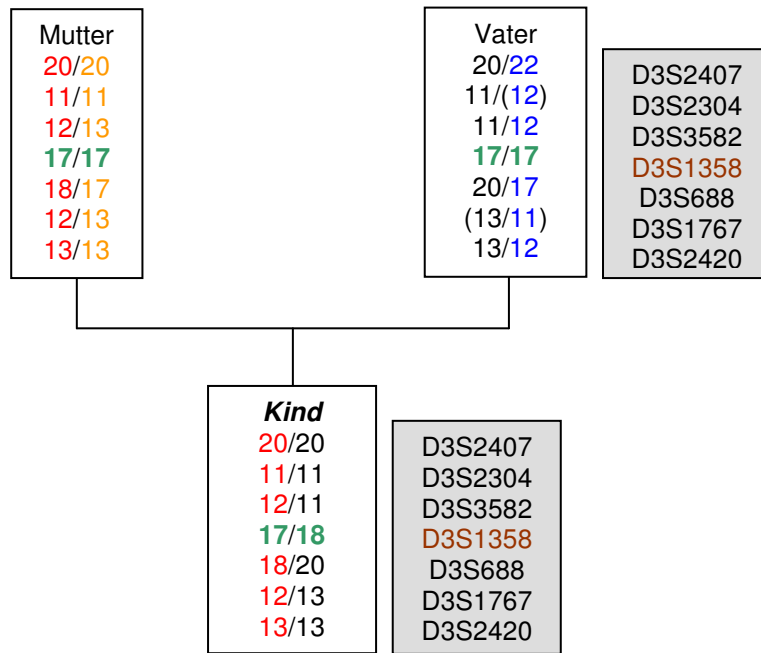 Mutter
20/20
11/11
12/13
17/17
18/17
12/13
13/13
Vater
20/22
11/(12)
11/12
17/17
20/17
(13/11)
13/12
D3S2407
D3S2304
D3S3582
D3S1358
D3S688
D3S1767
D3S2420
Kind
20/20
11/11
12/11
17/18
18/20
12/13
13/13
D3S2407
D3S2304
D3S3582
D3S1358
D3S688
D3S1767
D3S2420